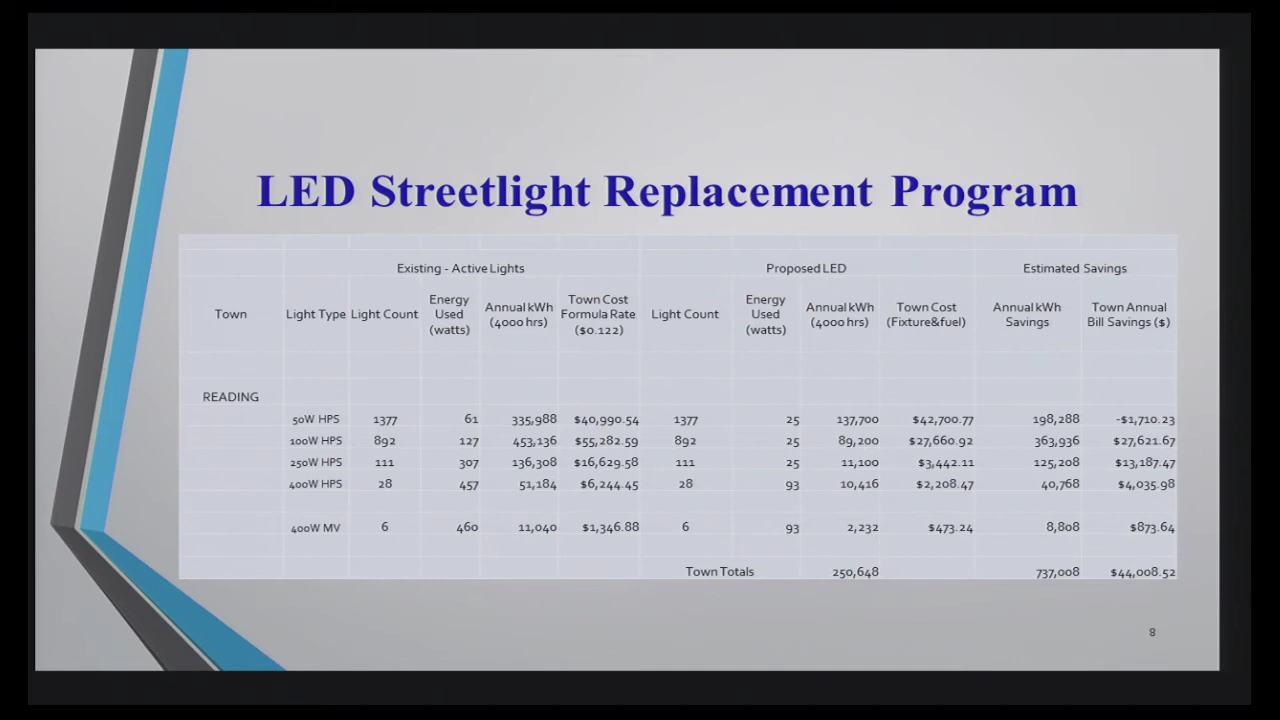 LED Streetlight Replacement Program
Existing - Active Lights Proposed LED Estimated Savings
Town Light Type Light Count Energy Used (watts) Annual kWh (4000 hrs) Town Cost Formula Rate ($0.122) Light Count Energy Used (watts) Annual kWh (4000 hrs) Town Cost (Fixture&fuel) Annual kWh Savings Town Annual Bill Savings ($)
READING
50W HPS 1377 61 335,988 $40,990.54 1377 25 137,700 $42,700.77 198,288 -$1,710.23
100W HPS 892 127 453,136 $55,282.59 892 25 89,200 $27,660.92 363,936 $27,621.67
250W HPS 111 307 136,308 $16,629.58 111 25 11,100 $3,442.11 125,208 $13,187.47
400W HPS 28 457 51,184 $6,244.45 28 93 10,416 $2,208.47 40,768 $4,035.98
400W MV 6 460 11,040 $1,346.88 6 93 2,232 $473.24 8,808 $873.64
Town Totals 250,648 737,008 $44,008.52
8